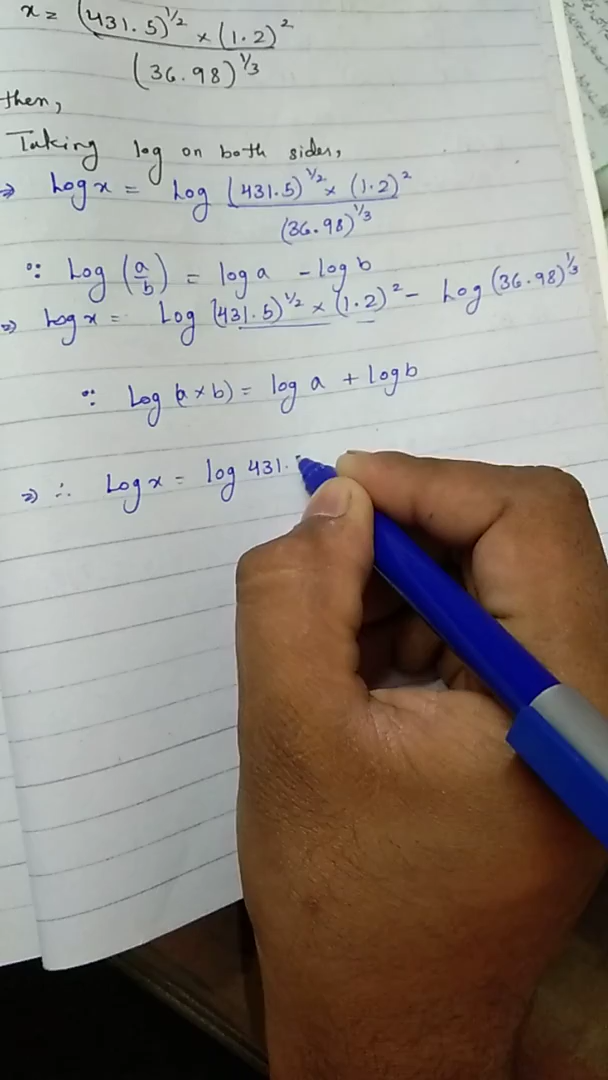 x = (431.5)^1/2 × (1.2)^2 / (36.98)^1/3
then,
Taking log on both sides,
⇒ Log x = Log (431.5)^1/2 × (1.2)^2 / (36.98)^1/3
∵ Log (a/b) = log a - log b
⇒ Log x = Log (431.5)^1/2 × (1.2)^2 - Log (36.98)^1/3
∵ Log (a × b) = log a + log b
⇒ ∴ Log x = log 431.